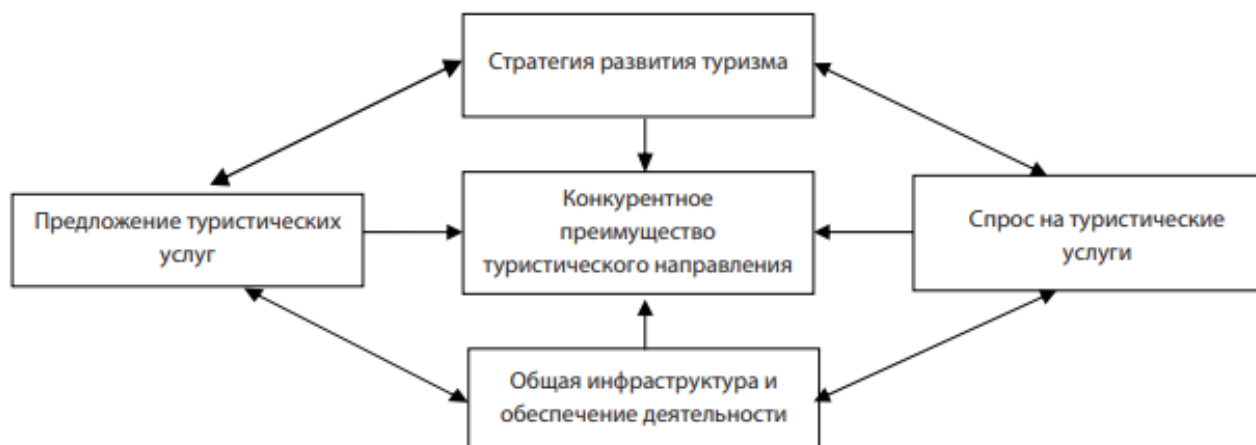 Стратегия развития туризма
Предложение туристических
услуг
Конкурентное
преимущество
туристического направления
Спрос на туристические
услуги
Общая инфраструктура и
обеспечение деятельности